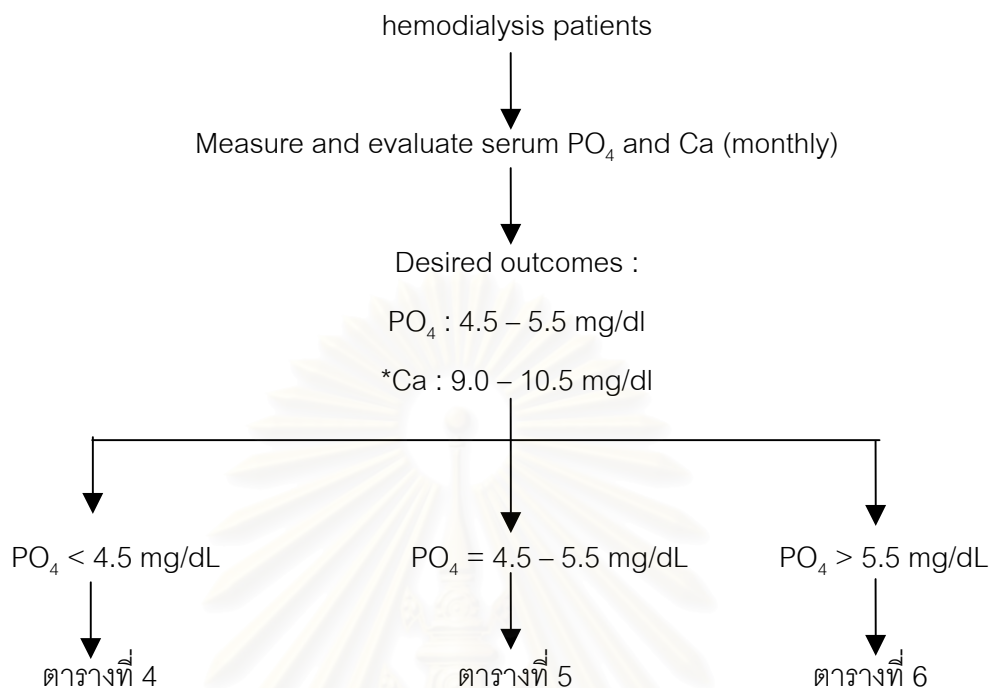 hemodialysis patients
Measure and evaluate serum PO₄ and Ca (monthly)
Desired outcomes :
PO₄ : 4.5 – 5.5 mg/dl
*Ca : 9.0 – 10.5 mg/dl
PO₄ < 4.5 mg/dL
PO₄ = 4.5 – 5.5 mg/dL
PO₄ > 5.5 mg/dL
ตารางที่ 4
ตารางที่ 5
ตารางที่ 6